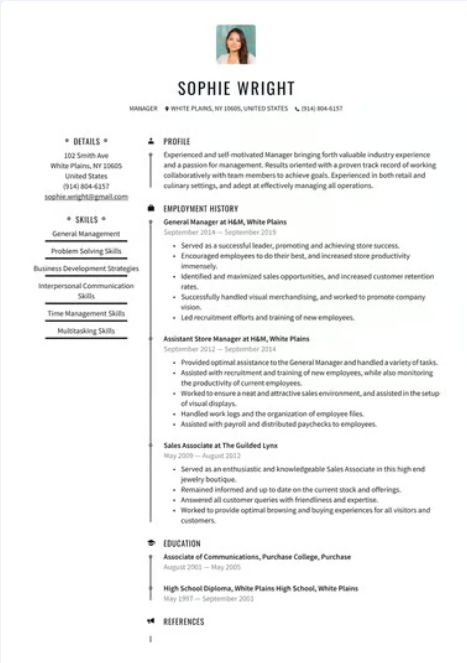 SOPHIE WRIGHT
MANAGER WHITE PLAINS, NY 10605, UNITED STATES (914) 804-6157
DETAILS
102 Smith Ave
White Plains, NY 10605
United States
(914) 804-6157
sophie.wright@gmail.com
SKILLS
General Management
Problem Solving Skills
Business Development Strategies
Interpersonal Communication
Skills
Time Management Skills
Multitasking Skills
PROFILE
Experienced and self-motivated Manager bringing forth valuable industry experience
and a passion for management. Results oriented with a proven track record of working
collaboratively with team members to achieve goals. Experienced in both retail and
culinary settings, and adept at effectively managing all operations.
EMPLOYMENT HISTORY
General Manager at H&M, White Plains
September 2014 — September 2019
• Served as a successful leader, promoting and achieving store success.
• Encouraged employees to do their best, and increased store productivity
immensely.
• Identified and maximized sales opportunities, and increased customer retention
rates.
• Successfully handled visual merchandising, and worked to promote company
vision.
• Led recruitment efforts and training of new employees.
Assistant Store Manager at H&M, White Plains
September 2012 — September 2014
• Provided optimal assistance to the General Manager and handled a variety of tasks.
• Assisted with recruitment and training of new employees, while also monitoring
the productivity of current employees.
• Worked to ensure a neat and attractive sales environment, and assisted in the setup
of visual displays.
• Handled work logs and the organization of employee files.
• Assisted with payroll and distributed paychecks to employees.
Sales Associate at The Guilded Lynx
May 2009 — August 2012
• Served as an enthusiastic and knowledgeable Sales Associate in this high end
jewelry boutique.
• Remained informed and up to date on the current stock and offerings.
• Answered all customer queries with friendliness and expertise.
• Worked to provide optimal browsing and buying experiences for all visitors and
customers.
EDUCATION
Associate of Communications, Purchase College, Purchase
August 2001 — May 2005
High School Diploma, White Plains High School, White Plains
May 1997 — September 2001
REFERENCES